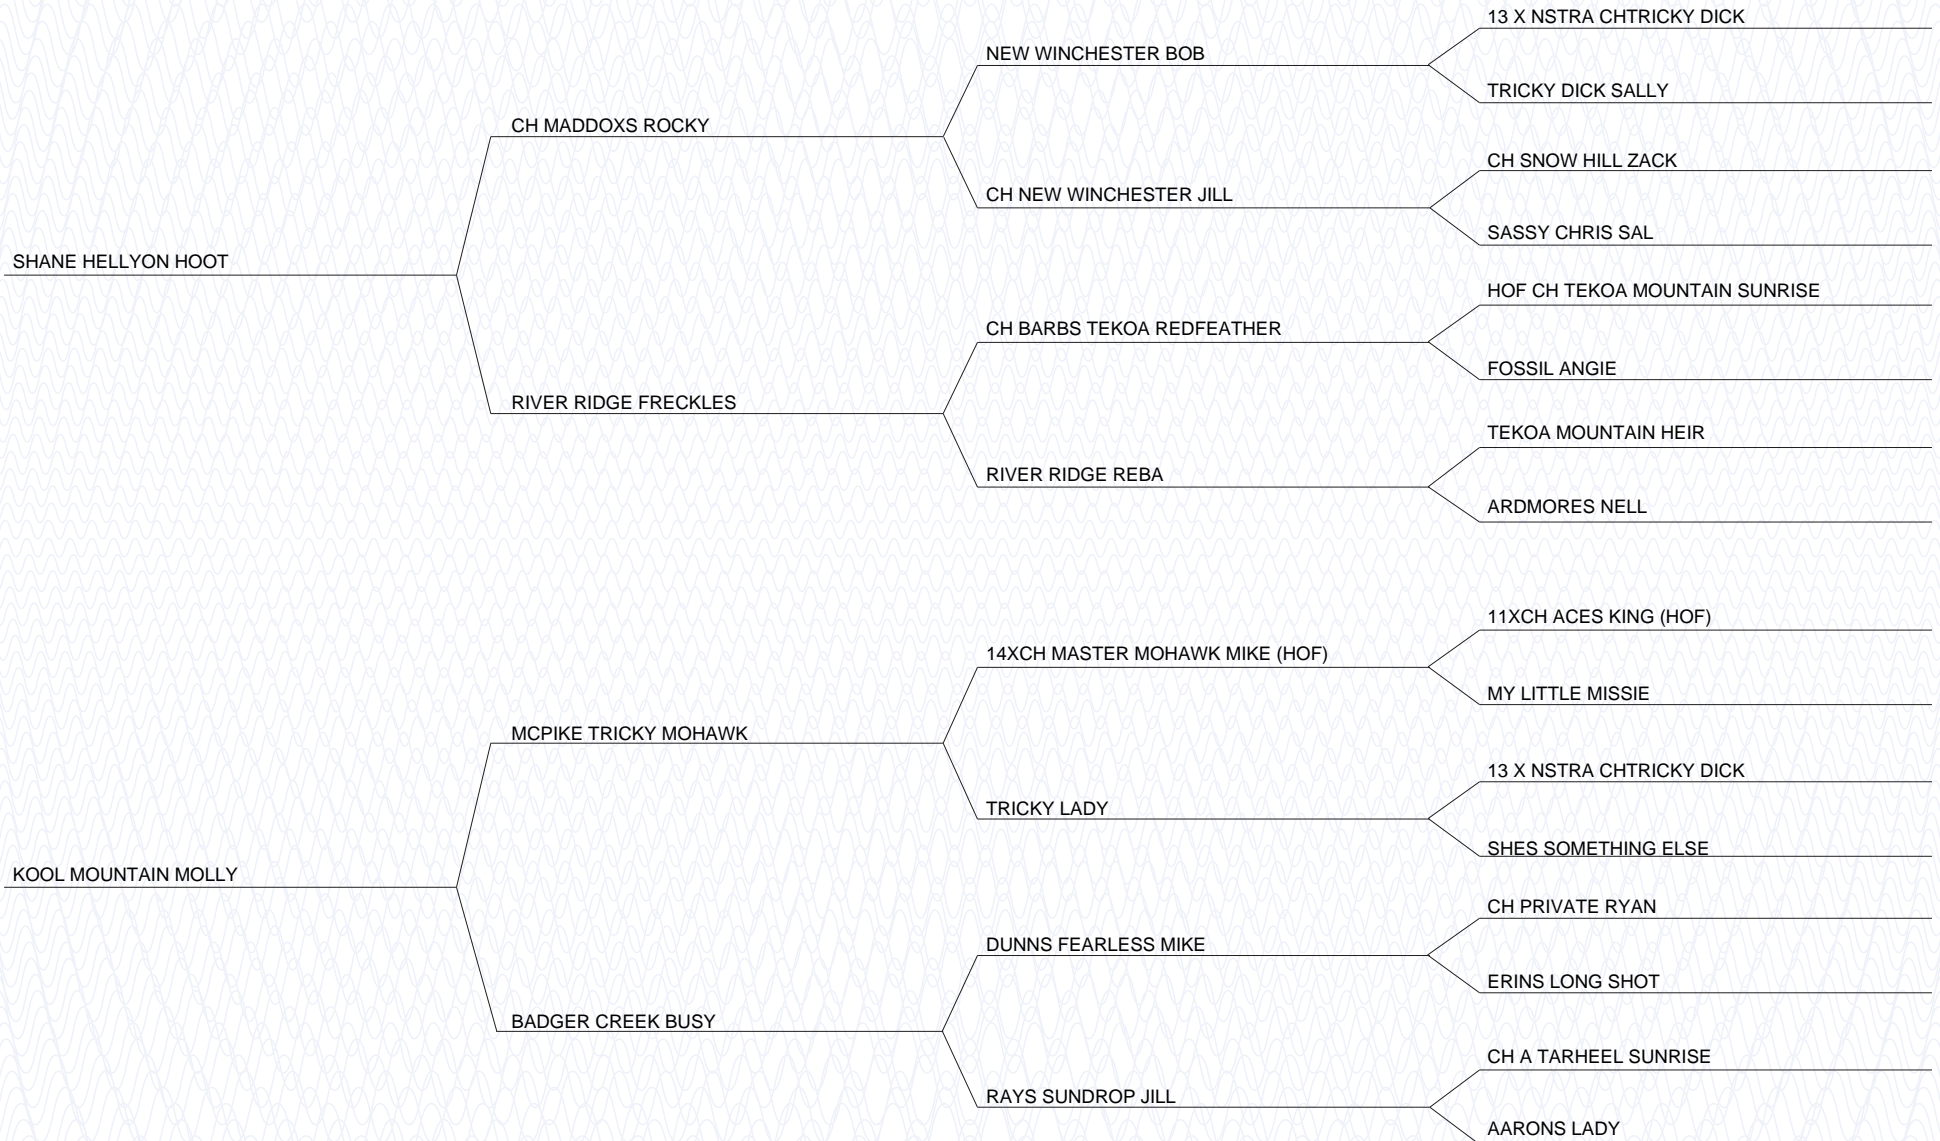 13 X NSTRA CHTRICKY DICK
NEW WINCHESTER BOB
TRICKY DICK SALLY
CH MADDOXS ROCKY
CH SNOW HILL ZACK
CH NEW WINCHESTER JILL
SASSY CHRIS SAL
SHANE HELLYON HOOT
HOF CH TEKOA MOUNTAIN SUNRISE
CH BARBS TEKOA REDFEATHER
FOSSIL ANGIE
RIVER RIDGE FRECKLES
TEKOA MOUNTAIN HEIR
RIVER RIDGE REBA
ARDMORES NELL
11XCH ACES KING (HOF)
14XCH MASTER MOHAWK MIKE (HOF)
MY LITTLE MISSIE
MCPIKE TRICKY MOHAWK
13 X NSTRA CHTRICKY DICK
TRICKY LADY
SHES SOMETHING ELSE
KOOL MOUNTAIN MOLLY
CH PRIVATE RYAN
DUNNS FEARLESS MIKE
ERINS LONG SHOT
BADGER CREEK BUSY
CH A TARHEEL SUNRISE
RAYS SUNDROP JILL
AARONS LADY